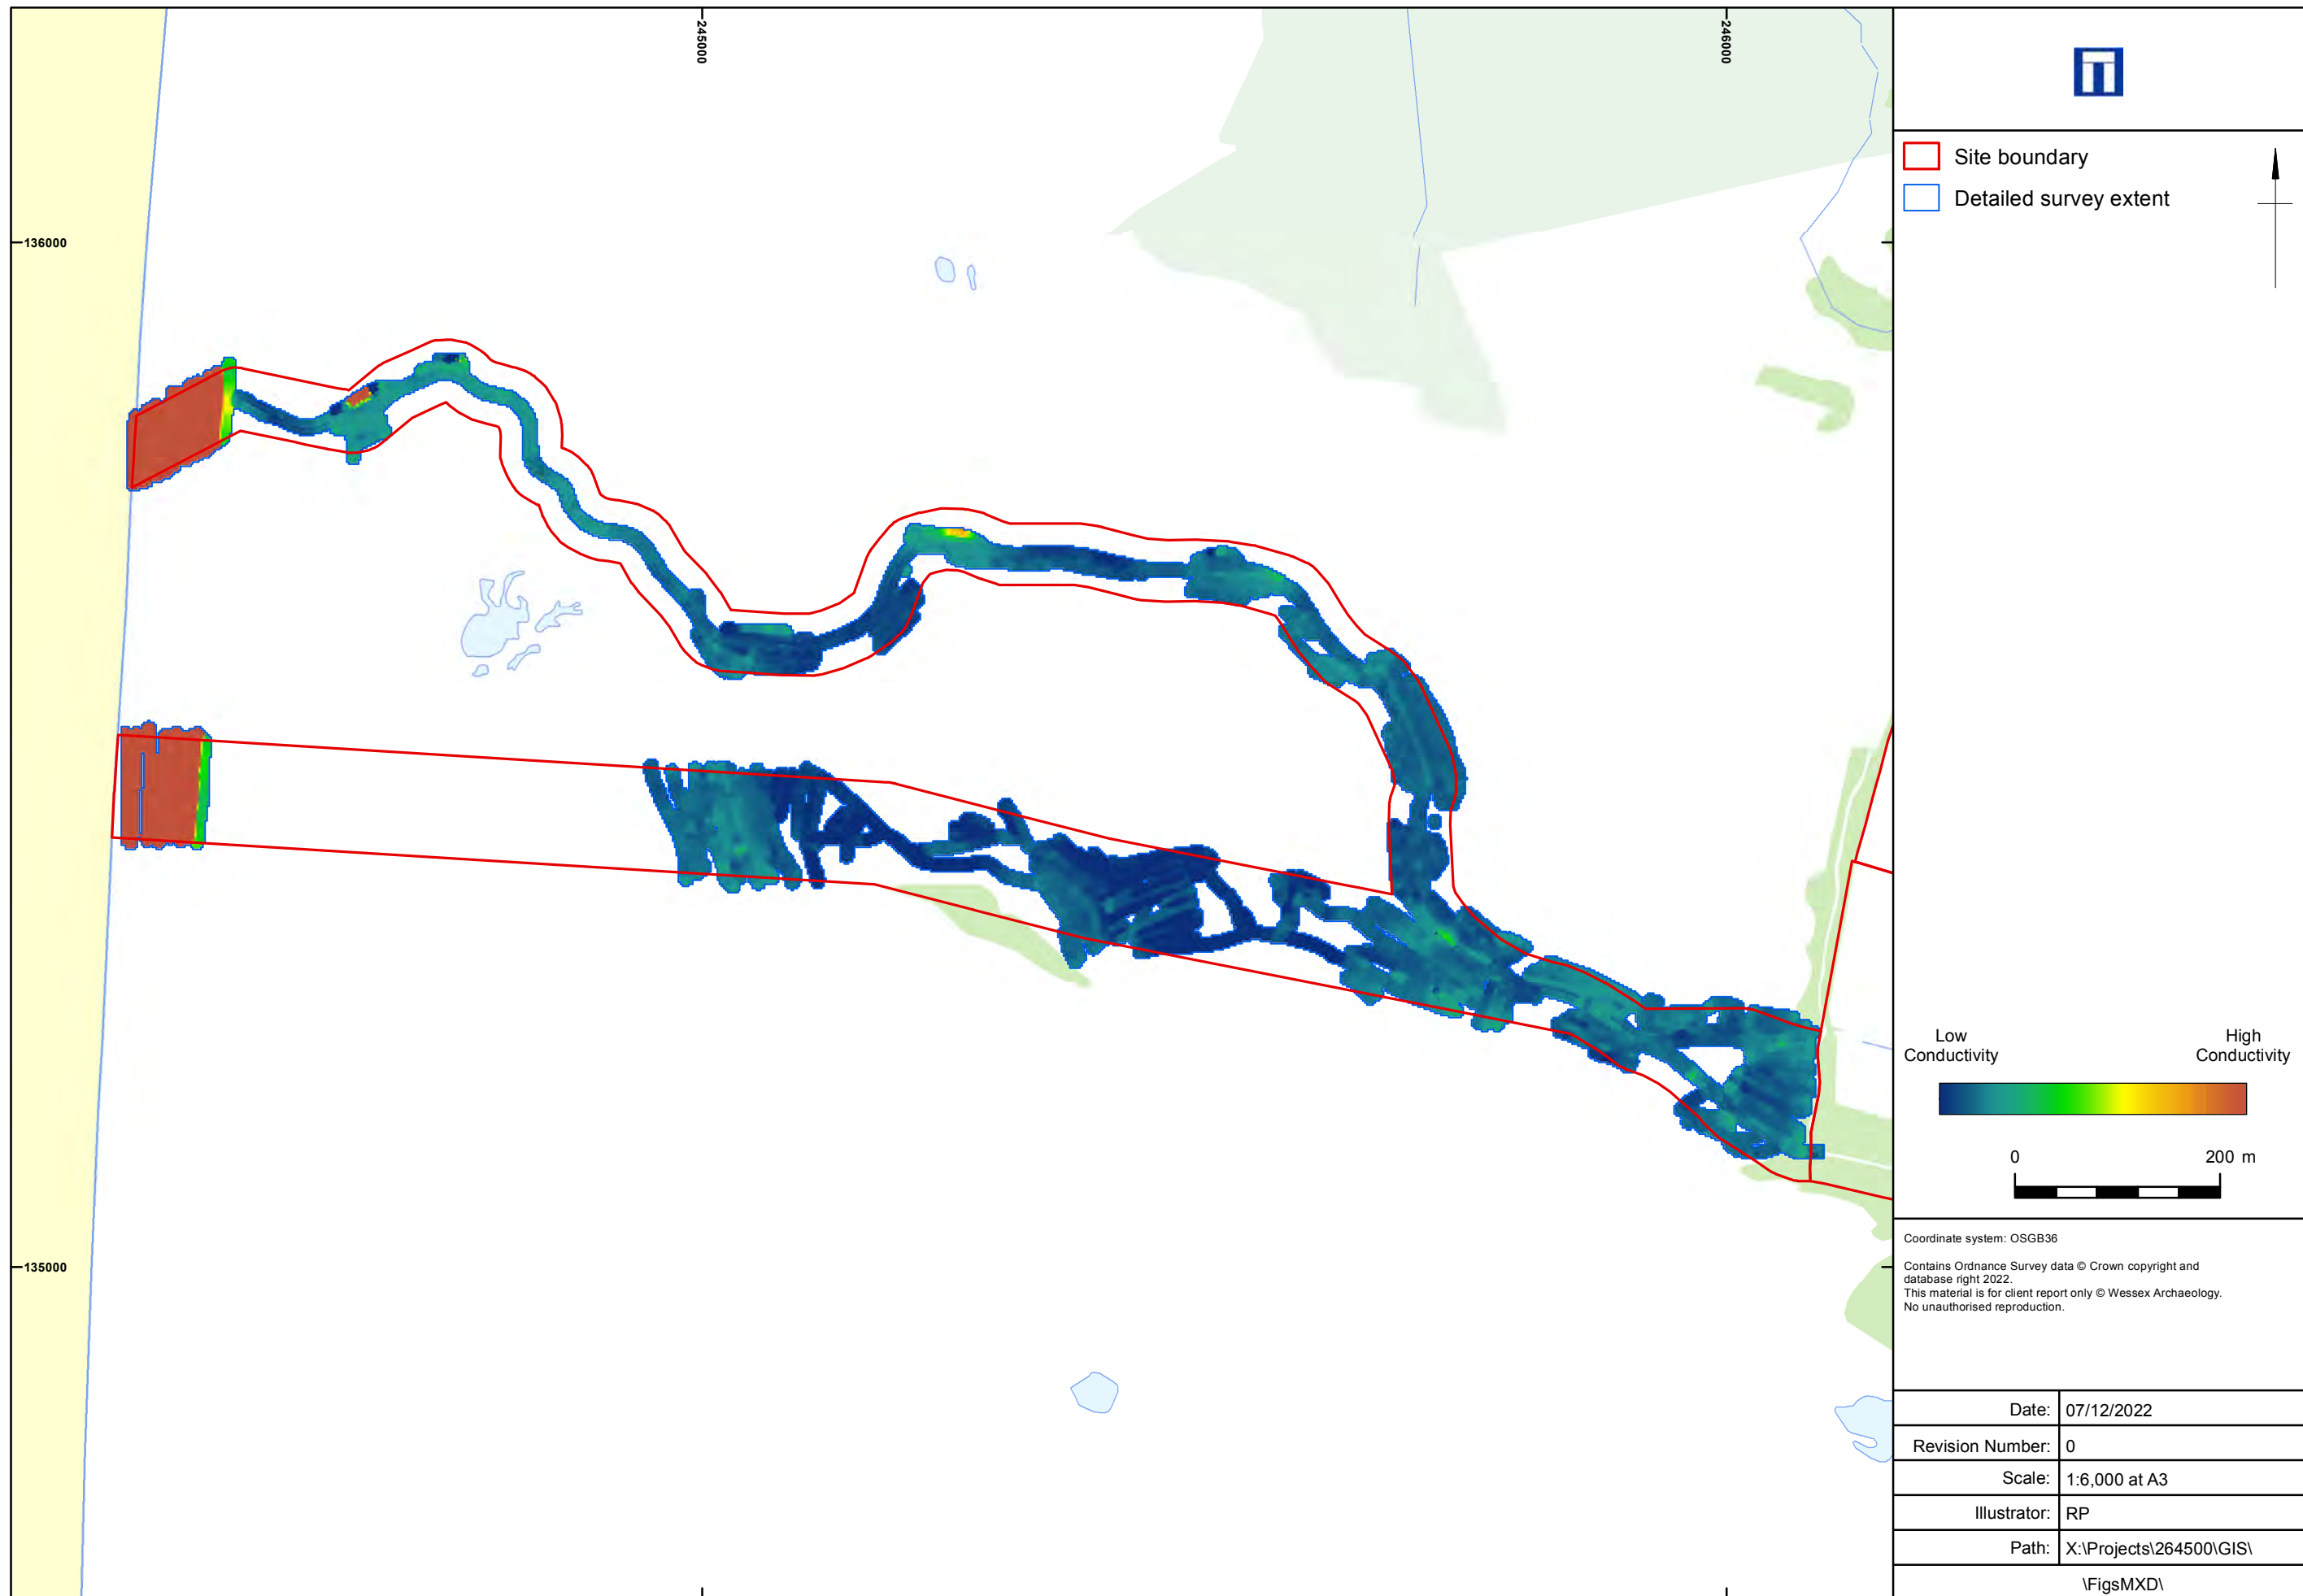 245000
246000
136000
135000
Site boundary
Detailed survey extent
Low
Conductivity
High
Conductivity
0 200 m
Coordinate system: OSGB36
Contains Ordnance Survey data © Crown copyright and
database right 2022.
This material is for client report only © Wessex Archaeology.
No unauthorised reproduction.
Date: 07/12/2022
Revision Number: 0
Scale: 1:6,000 at A3
Illustrator: RP
Path: X:\Projects\264500\GIS\
\FigsMXD\